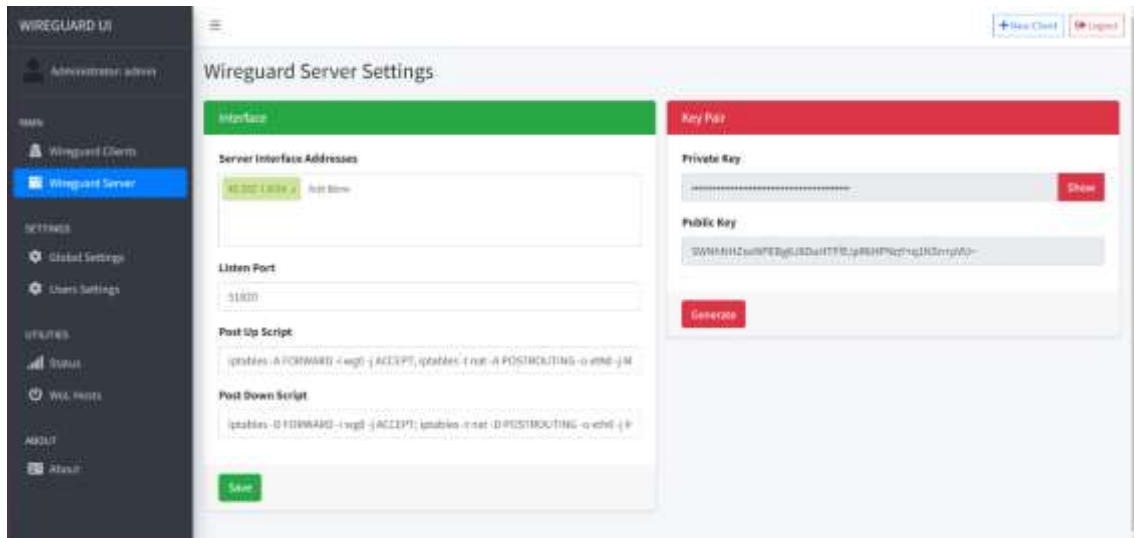 WIREGUARD UI
+ New Client
Logout
Administrator: admin
MAIN
Wireguard Clients
Wireguard Server
SETTINGS
Global Settings
Users Settings
UTILITIES
Status
WoL Hosts
ABOUT
About
Wireguard Server Settings
Interface
Server Interface Addresses
Add More
Listen Port
51820
Post Up Script
iptables -A FORWARD -i wg0 -j ACCEPT; iptables -t nat -A POSTROUTING -o eth0 -j M
Post Down Script
iptables -D FORWARD -i wg0 -j ACCEPT; iptables -t nat -D POSTROUTING -o eth0 -j
Save
Key Pair
Private Key
Show
Public Key
Generate